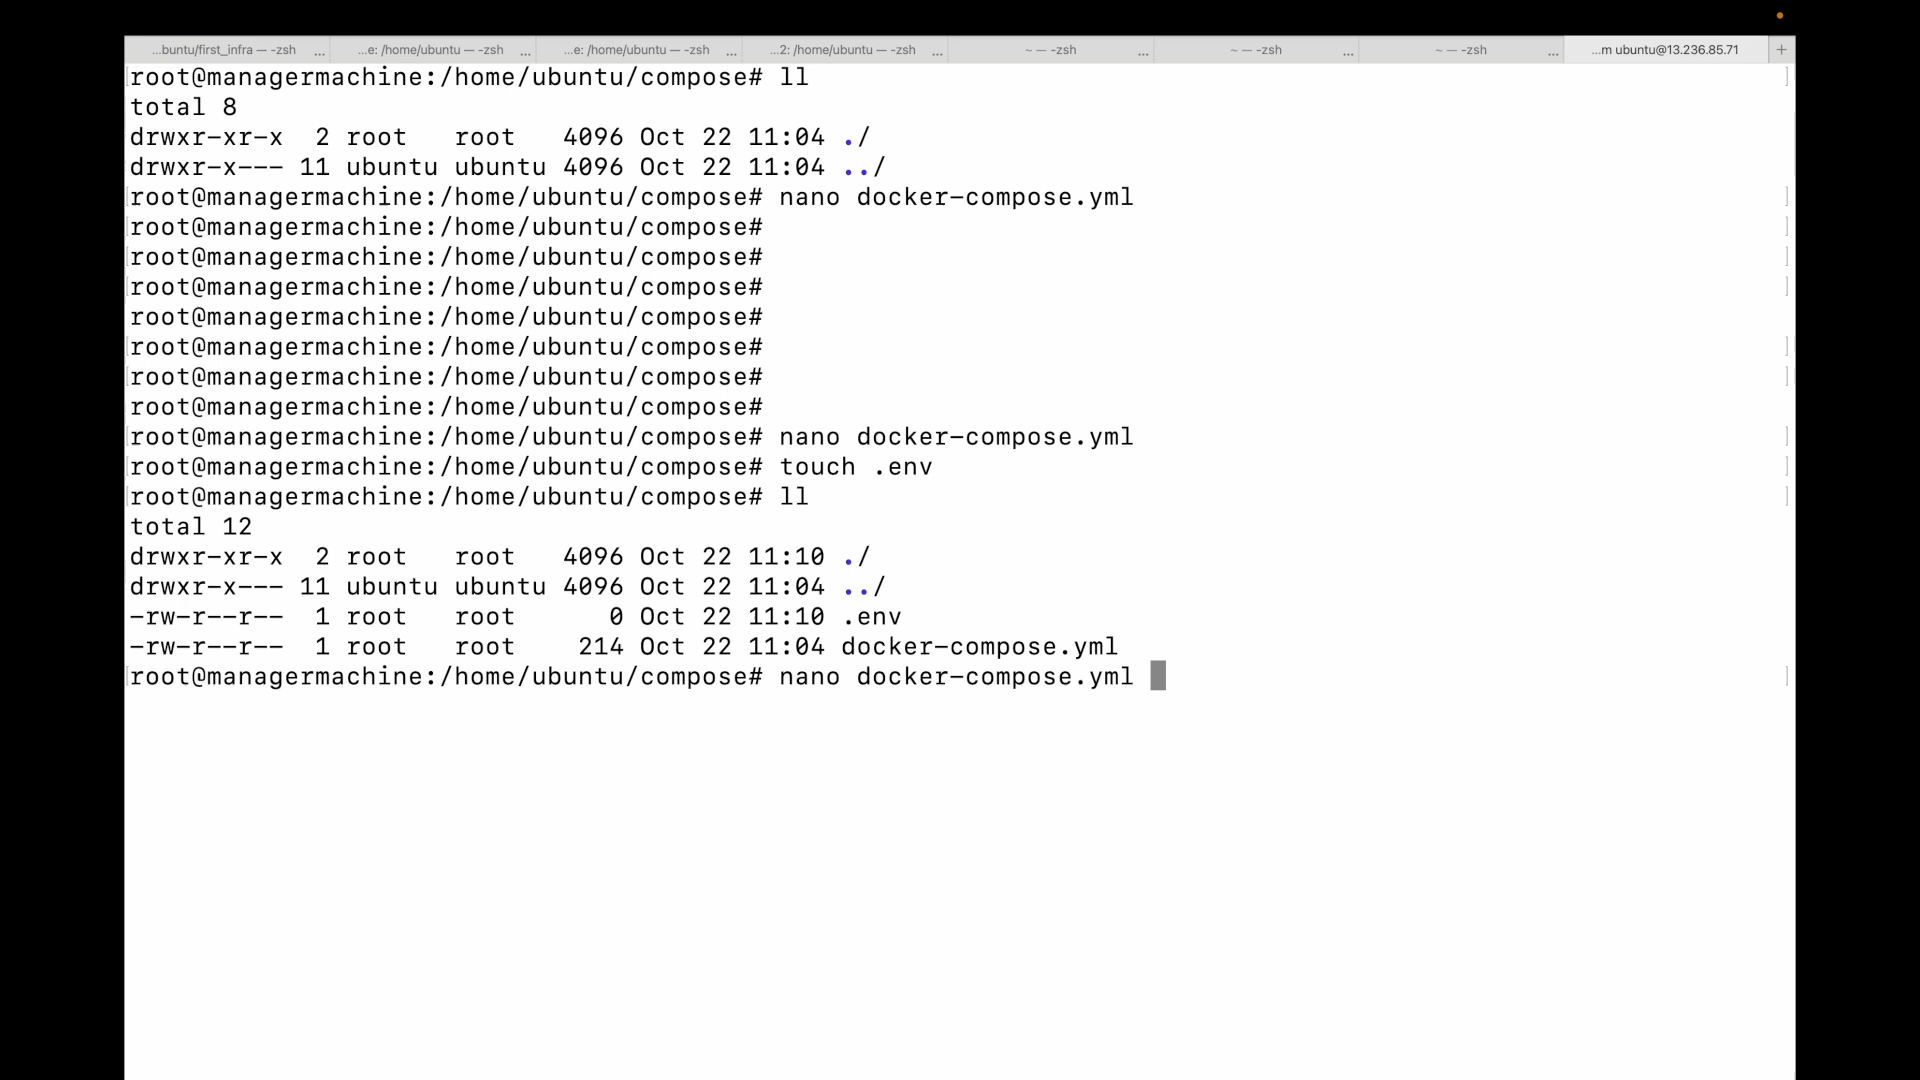 ...buntu/first_infra — -zsh ... ...e: /home/ubuntu — -zsh ... ...e: /home/ubuntu — -zsh ... ...2: /home/ubuntu — -zsh ... ~ — -zsh ... ~ — -zsh ... ~ — -zsh ... ...m ubuntu@13.236.85.71 +
[root@managermachine:/home/ubuntu/compose# ll ]
total 8
drwxr-xr-x  2 root   root   4096 Oct 22 11:04 ./
drwxr-x--- 11 ubuntu ubuntu 4096 Oct 22 11:04 ../
[root@managermachine:/home/ubuntu/compose# nano docker-compose.yml ]
[root@managermachine:/home/ubuntu/compose# ]
[root@managermachine:/home/ubuntu/compose# ]
[root@managermachine:/home/ubuntu/compose# ]
[root@managermachine:/home/ubuntu/compose# ]
[root@managermachine:/home/ubuntu/compose# ]
[root@managermachine:/home/ubuntu/compose# ]
[root@managermachine:/home/ubuntu/compose# ]
[root@managermachine:/home/ubuntu/compose# nano docker-compose.yml ]
[root@managermachine:/home/ubuntu/compose# touch .env ]
[root@managermachine:/home/ubuntu/compose# ll ]
total 12
drwxr-xr-x  2 root   root   4096 Oct 22 11:10 ./
drwxr-x--- 11 ubuntu ubuntu 4096 Oct 22 11:04 ../
-rw-r--r--  1 root   root      0 Oct 22 11:10 .env
-rw-r--r--  1 root   root    214 Oct 22 11:04 docker-compose.yml
[root@managermachine:/home/ubuntu/compose# nano docker-compose.yml ]